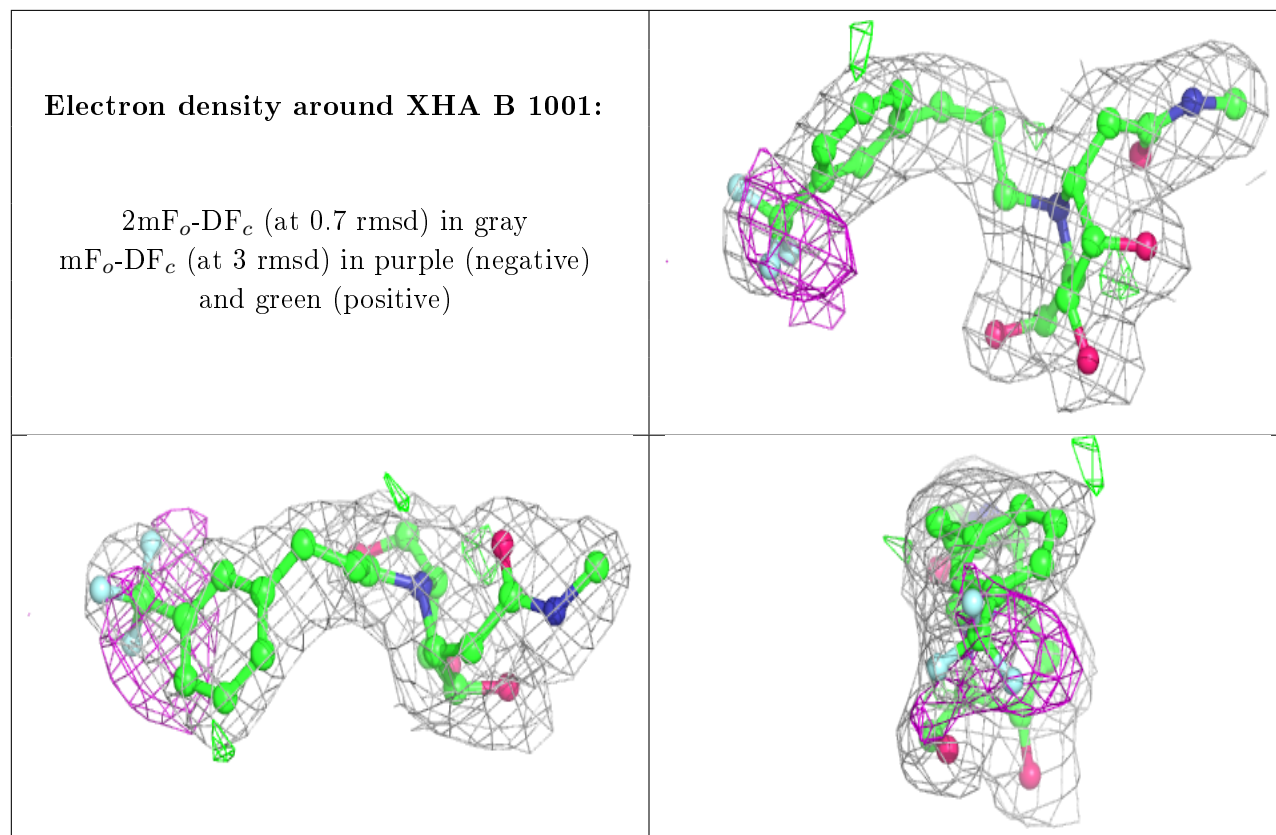 Electron density around XHA B 1001:
2mFₒ-DF𝒸 (at 0.7 rmsd) in gray
mFₒ-DF𝒸 (at 3 rmsd) in purple (negative)
and green (positive)